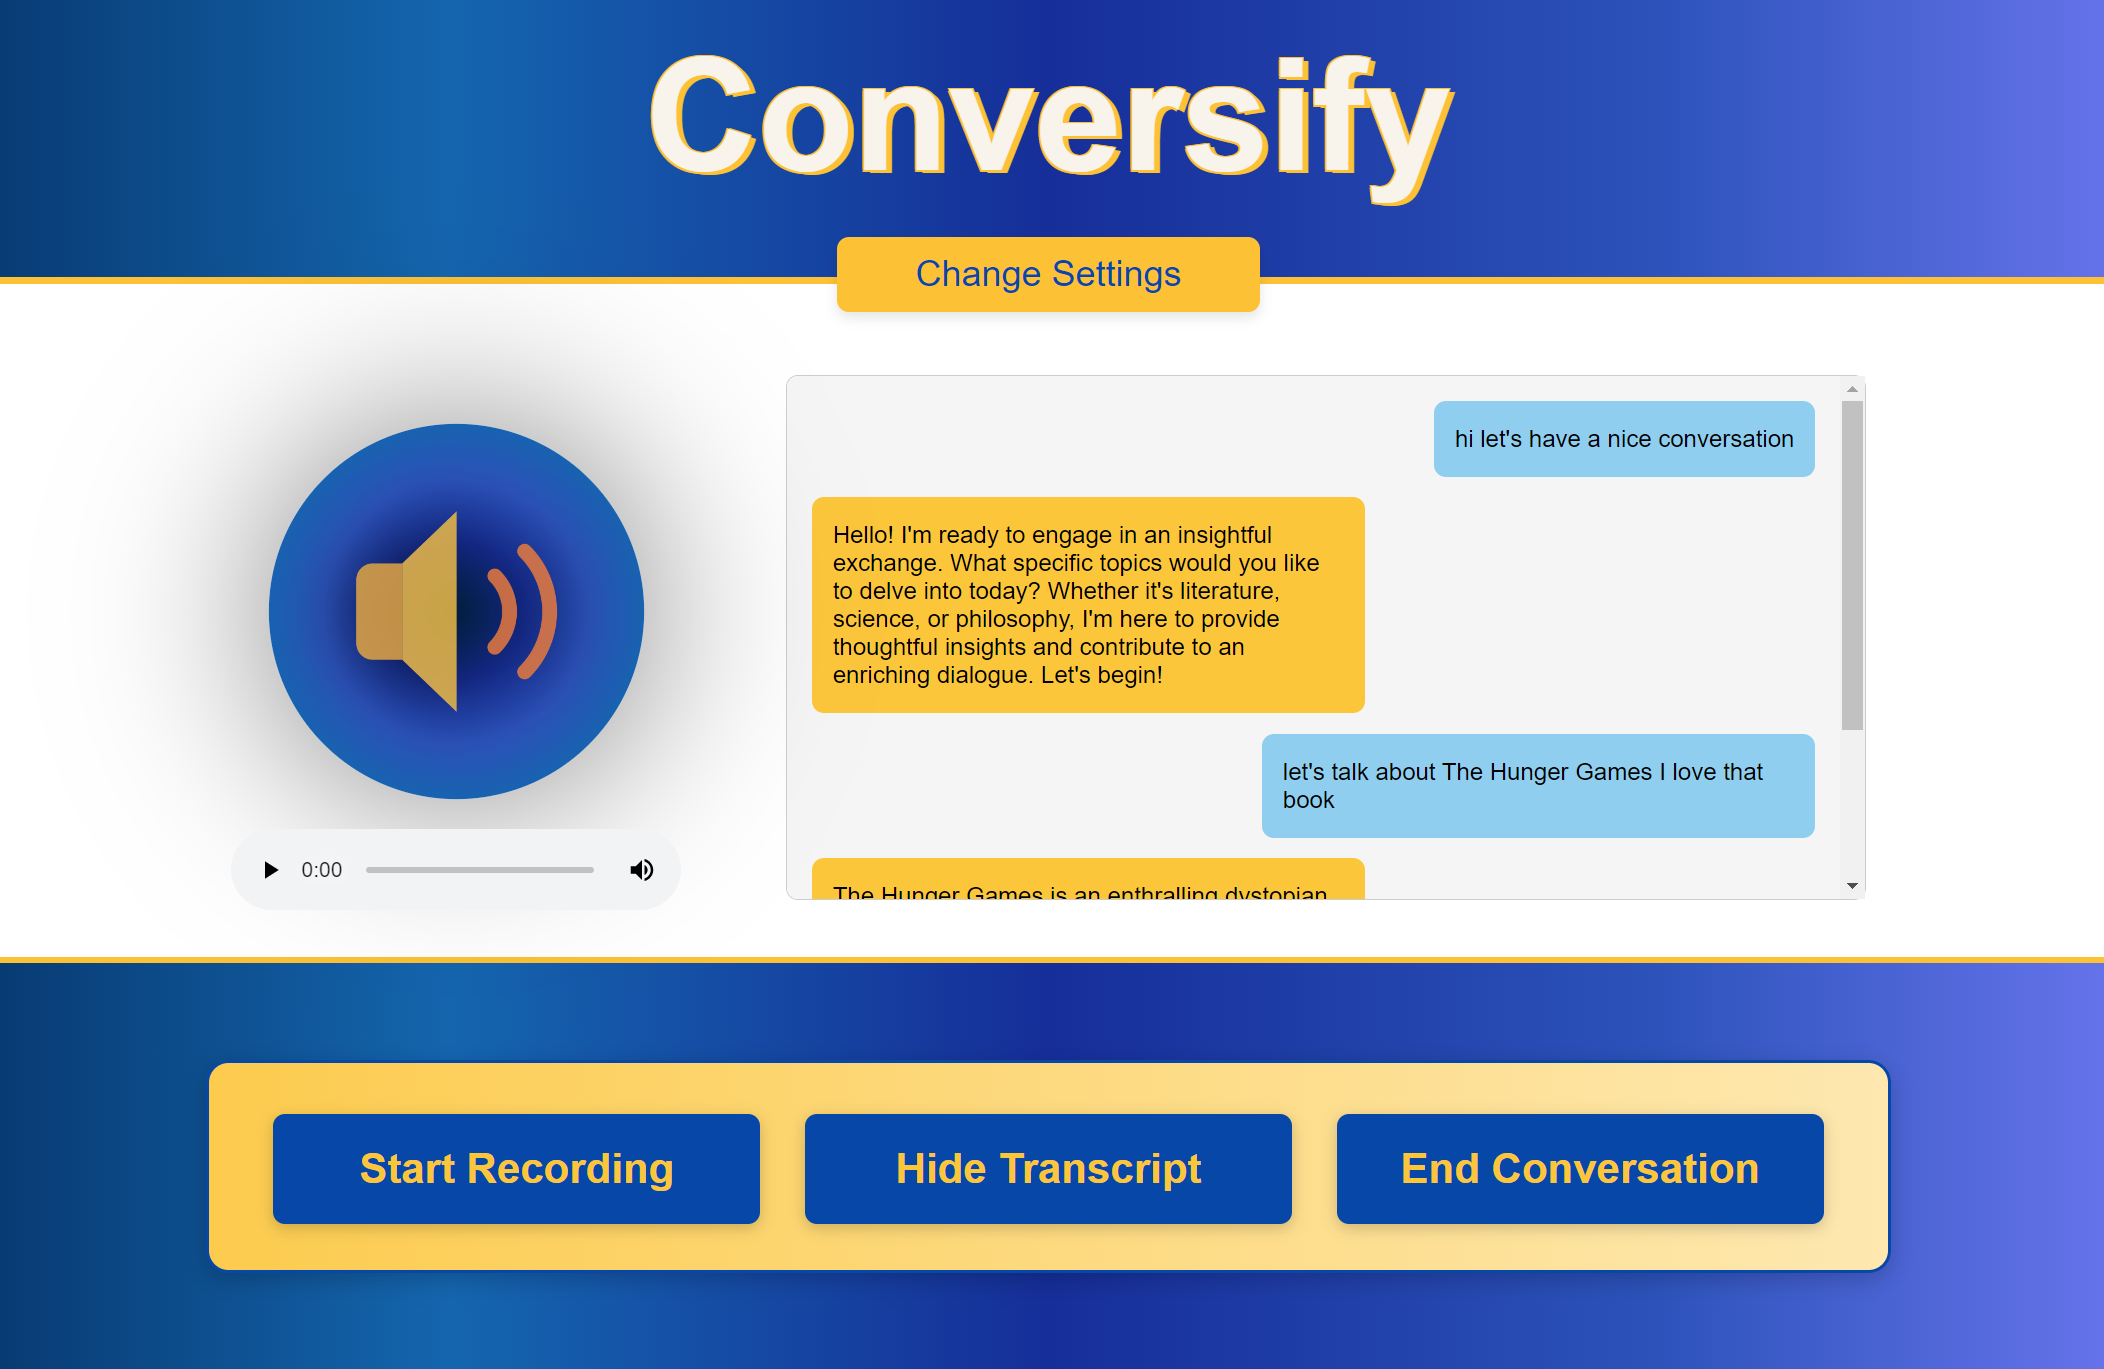 Conversify
Change Settings
hi let's have a nice conversation
Hello! I'm ready to engage in an insightful
exchange. What specific topics would you like
to delve into today? Whether it's literature,
science, or philosophy, I'm here to provide
thoughtful insights and contribute to an
enriching dialogue. Let's begin!
let's talk about The Hunger Games I love that
book
The Hunger Games is an enthralling dystopian
0:00
Start Recording
Hide Transcript
End Conversation